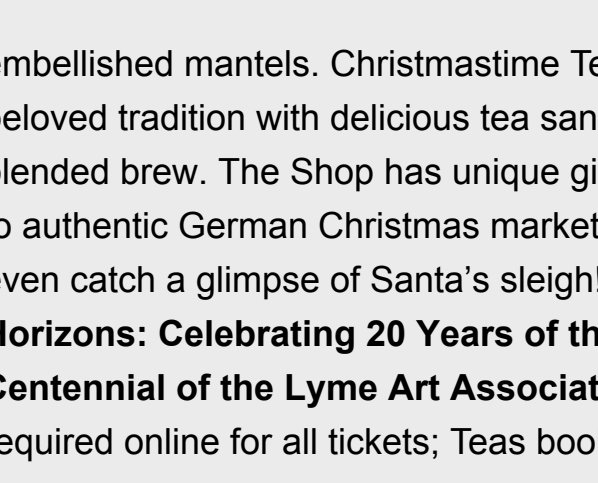 embellished mantels. Christmastime Te
beloved tradition with delicious tea san
blended brew. The Shop has unique gi
to authentic German Christmas market
even catch a glimpse of Santa’s sleigh!
Horizons: Celebrating 20 Years of th
Centennial of the Lyme Art Associat
required online for all tickets; Teas boo